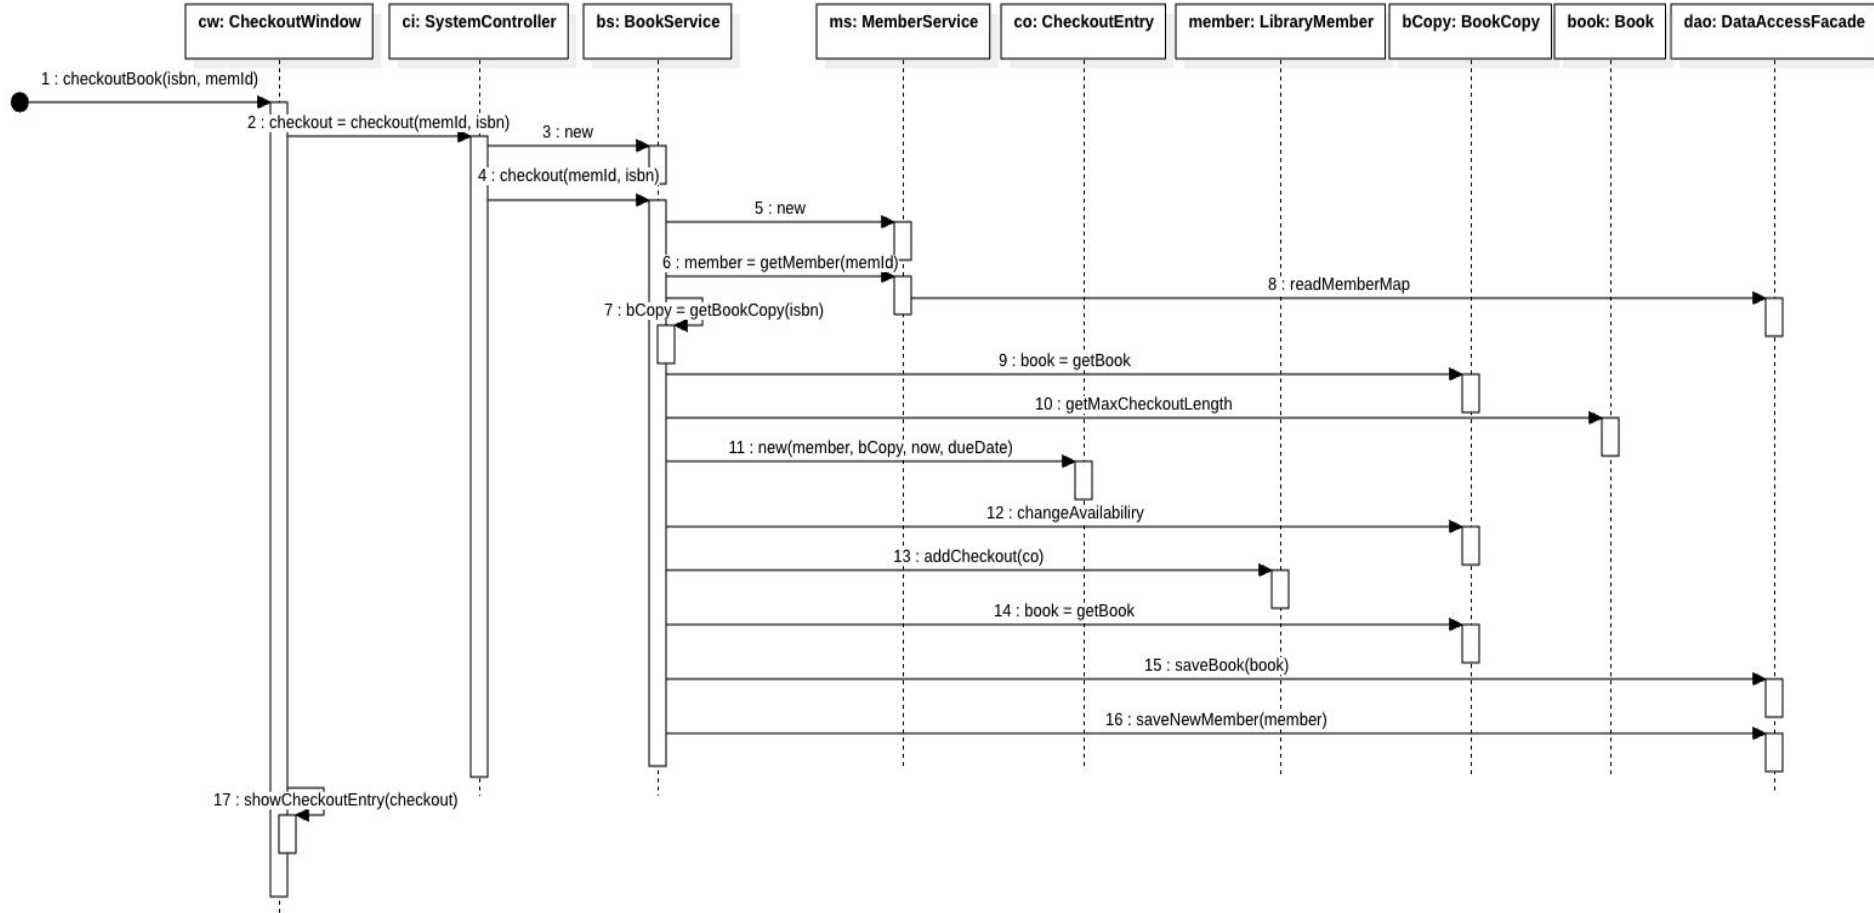 cw: CheckoutWindow
ci: SystemController
bs: BookService
ms: MemberService
co: CheckoutEntry
member: LibraryMember
bCopy: BookCopy
book: Book
dao: DataAccessFacade
1 : checkoutBook(isbn, memId)
2 : checkout = checkout(memId, isbn)
3 : new
4 : checkout(memId, isbn)
5 : new
6 : member = getMember(memId)
7 : bCopy = getBookCopy(isbn)
8 : readMemberMap
9 : book = getBook
10 : getMaxCheckoutLength
11 : new(member, bCopy, now, dueDate)
12 : changeAvailabiliry
13 : addCheckout(co)
14 : book = getBook
15 : saveBook(book)
16 : saveNewMember(member)
17 : showCheckoutEntry(checkout)